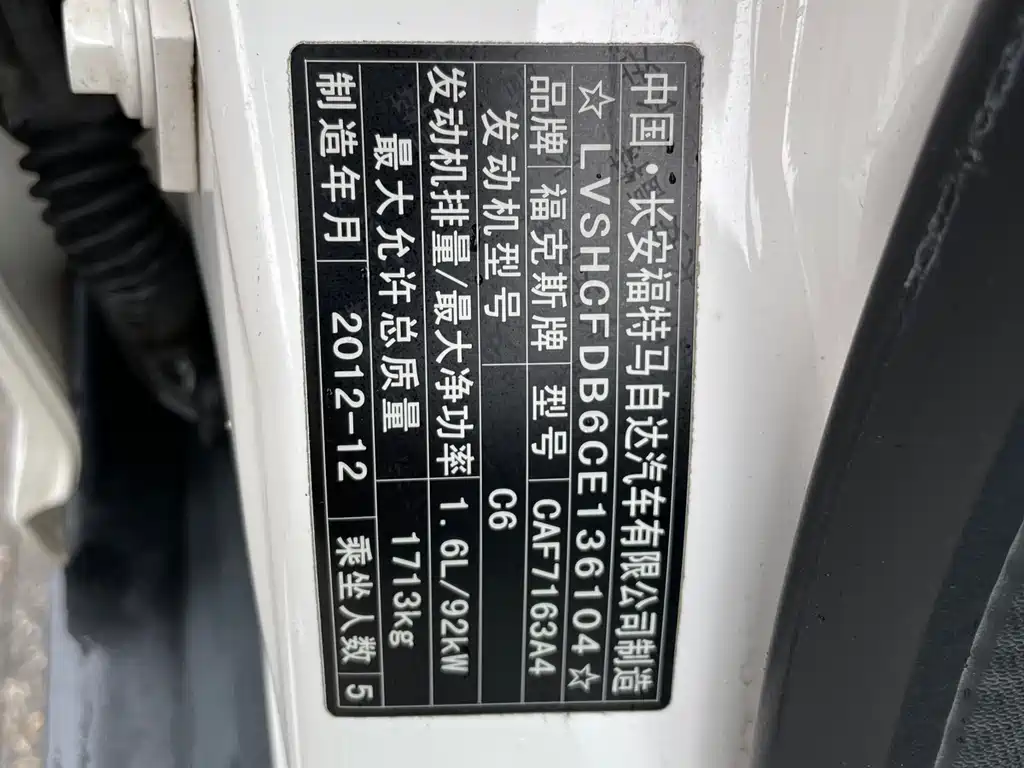 中国·长安福特马自达汽车有限公司制造
☆LVSHCFDB6CE136104☆
品牌 福克斯牌 型号 CAF7163A4
发动机型号 C6
发动机排量/最大净功率 1.6L/92kW
最大允许总质量 1713kg
制造年月 2012-12 乘坐人数 5